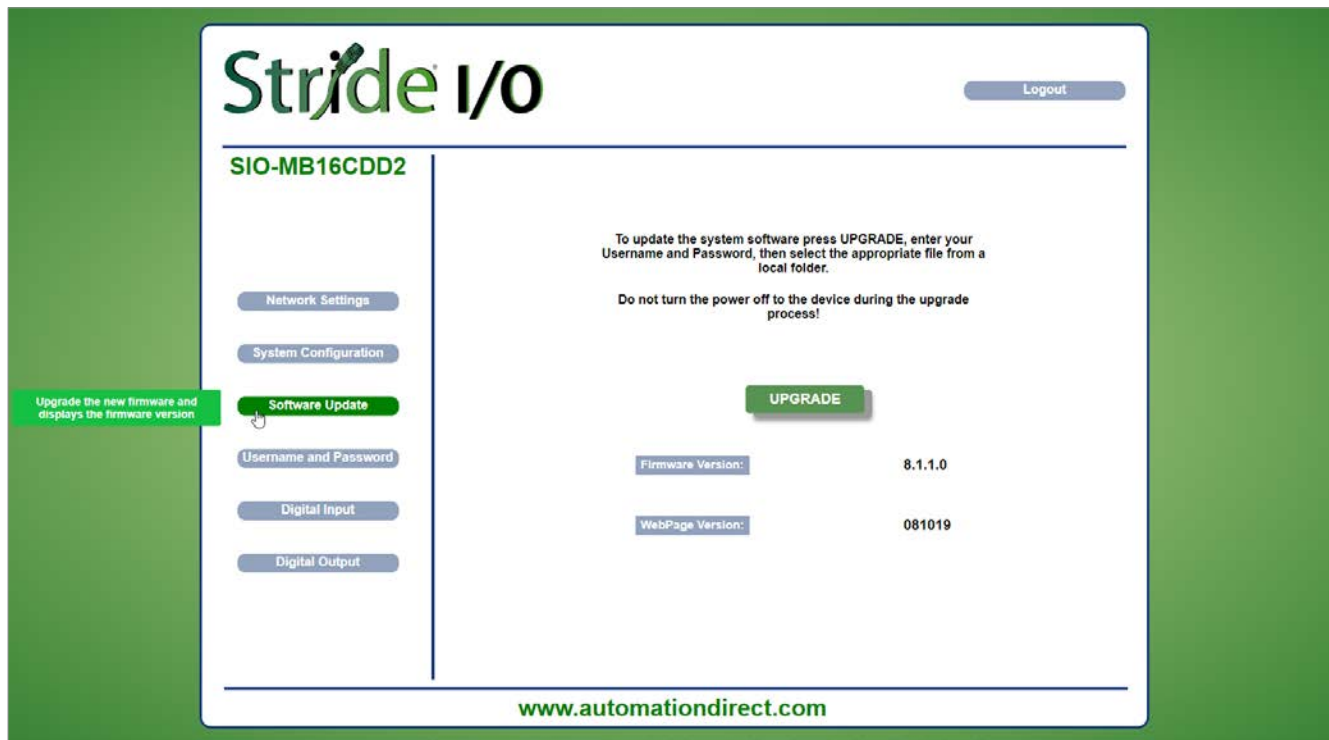 Stride I/O
Logout
SIO-MB16CDD2
To update the system software press UPGRADE, enter your
Username and Password, then select the appropriate file from a
local folder.
Do not turn the power off to the device during the upgrade
process!
Network Settings
System Configuration
Upgrade the new firmware and
displays the firmware version
Software Update
UPGRADE
Username and Password
Firmware Version: 8.1.1.0
Digital Input
WebPage Version: 081019
Digital Output
www.automationdirect.com